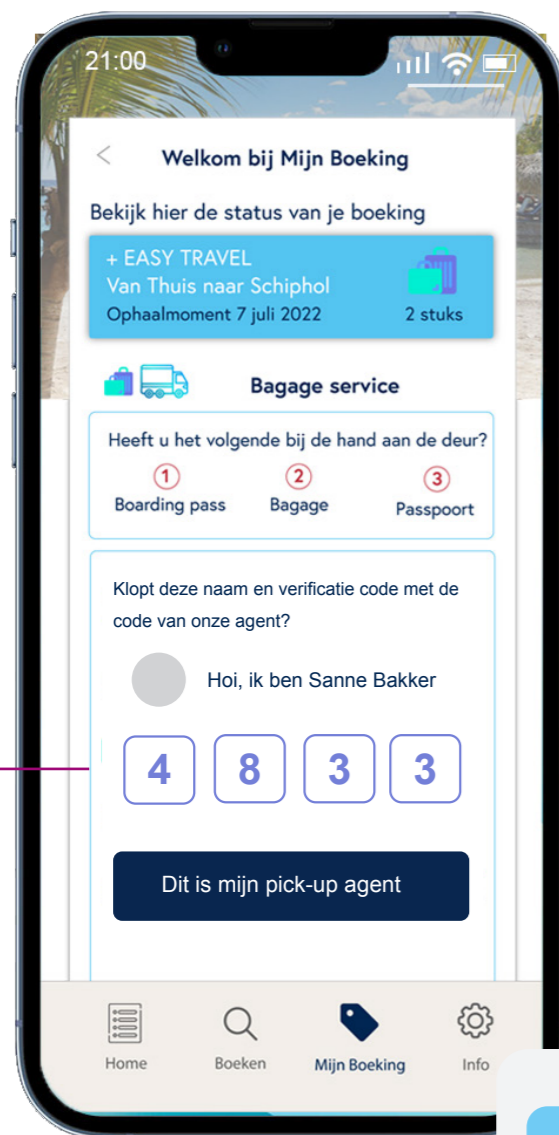 21:00
Welkom bij Mijn Boeking
Bekijk hier de status van je boeking
+ EASY TRAVEL
Van Thuis naar Schiphol
Ophaalmoment 7 juli 2022 2 stuks
Bagage service
Heeft u het volgende bij de hand aan de deur?
1 2 3
Boarding pass Bagage Passpoort
Klopt deze naam en verificatie code met de
code van onze agent?
Hoi, ik ben Sanne Bakker
4 8 3 3
Dit is mijn pick-up agent
Home Boeken Mijn Boeking Info